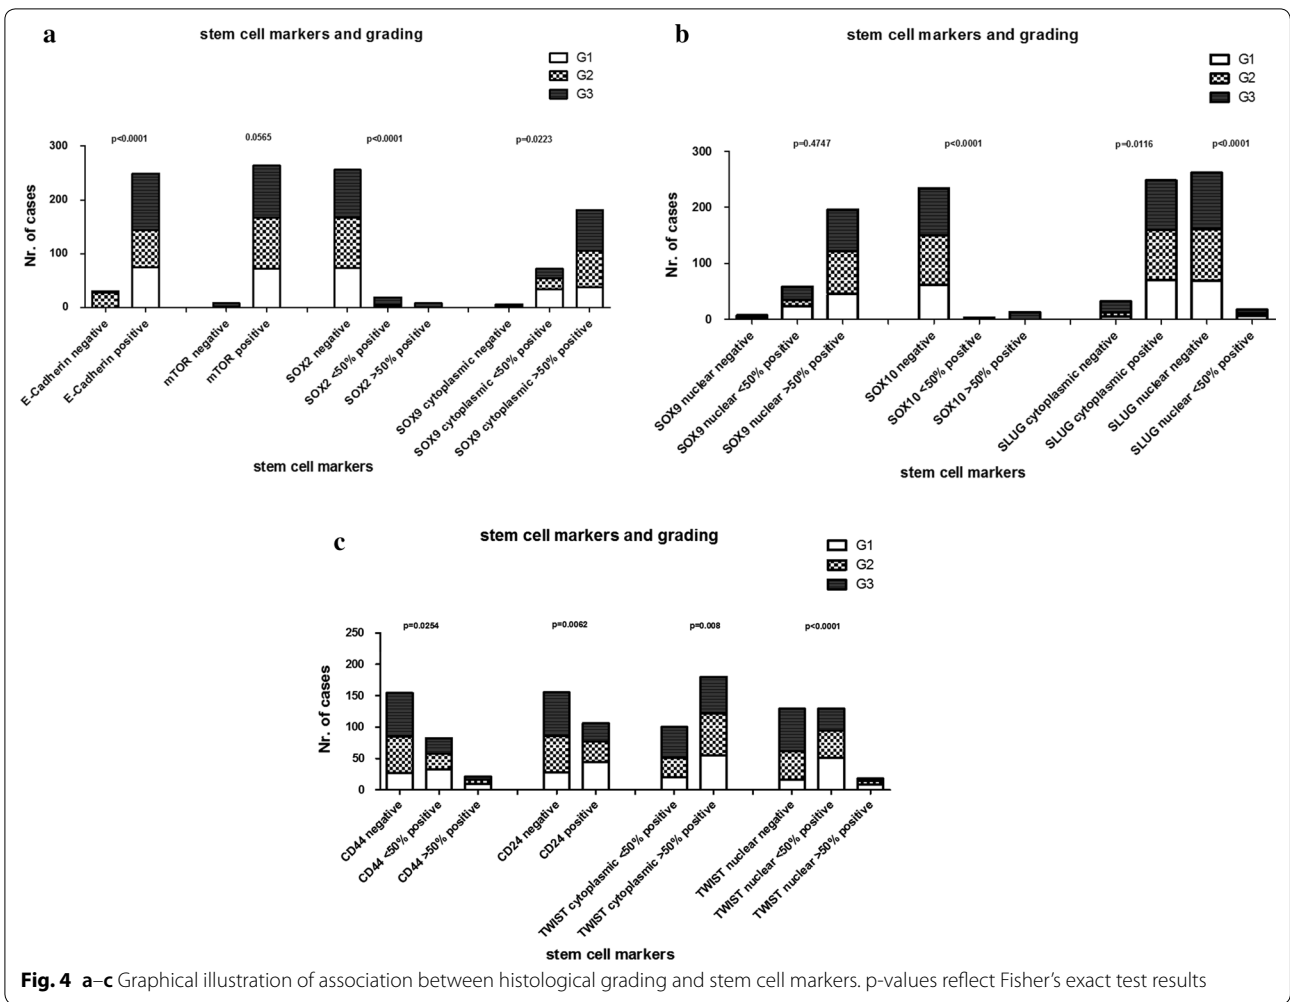 a
stem cell markers and grading
G1
G2
G3
p<0.0001
0.0565
p<0.0001
p=0.0223
300
200
100
0
Nr. of cases
E-Cadherin negative
E-Cadherin positive
mTOR negative
mTOR positive
SOX2 negative
SOX2 <50% positive
SOX2 >50% positive
SOX9 cytoplasmic negative
SOX9 cytoplasmic <50% positive
SOX9 cytoplasmic >50% positive
stem cell markers
b
stem cell markers and grading
G1
G2
G3
p=0.4747
p<0.0001
p=0.0116
p<0.0001
300
200
100
0
Nr. of cases
SOX9 nuclear negative
SOX9 nuclear <50% positive
SOX9 nuclear >50% positive
SOX10 negative
SOX10 <50% positive
SOX10 >50% positive
SLUG cytoplasmic negative
SLUG cytoplasmic positive
SLUG nuclear negative
SLUG nuclear <50% positive
stem cell markers
c
stem cell markers and grading
G1
G2
G3
p=0.0254
p=0.0062
p=0.008
p<0.0001
250
200
150
100
50
0
Nr. of cases
CD44 negative
CD44 <50% positive
CD44 >50% positive
CD24 negative
CD24 positive
TWIST cytoplasmic <50% positive
TWIST cytoplasmic >50% positive
TWIST nuclear negative
TWIST nuclear <50% positive
TWIST nuclear >50% positive
stem cell markers
Fig. 4 a–c Graphical illustration of association between histological grading and stem cell markers. p-values reflect Fisher's exact test results